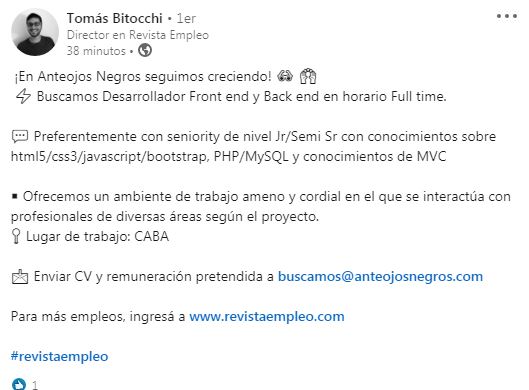 Tomás Bitocchi • 1er
Director en Revista Empleo
38 minutos •
¡En Anteojos Negros seguimos creciendo!
Buscamos Desarrollador Front end y Back end en horario Full time.
Preferentemente con seniority de nivel Jr/Semi Sr con conocimientos sobre
html5/css3/javascript/bootstrap, PHP/MySQL y conocimientos de MVC
▪ Ofrecemos un ambiente de trabajo ameno y cordial en el que se interactúa con
profesionales de diversas áreas según el proyecto.
Lugar de trabajo: CABA
Enviar CV y remuneración pretendida a buscamos@anteojosnegros.com
Para más empleos, ingresá a www.revistaempleo.com
#revistaempleo
1